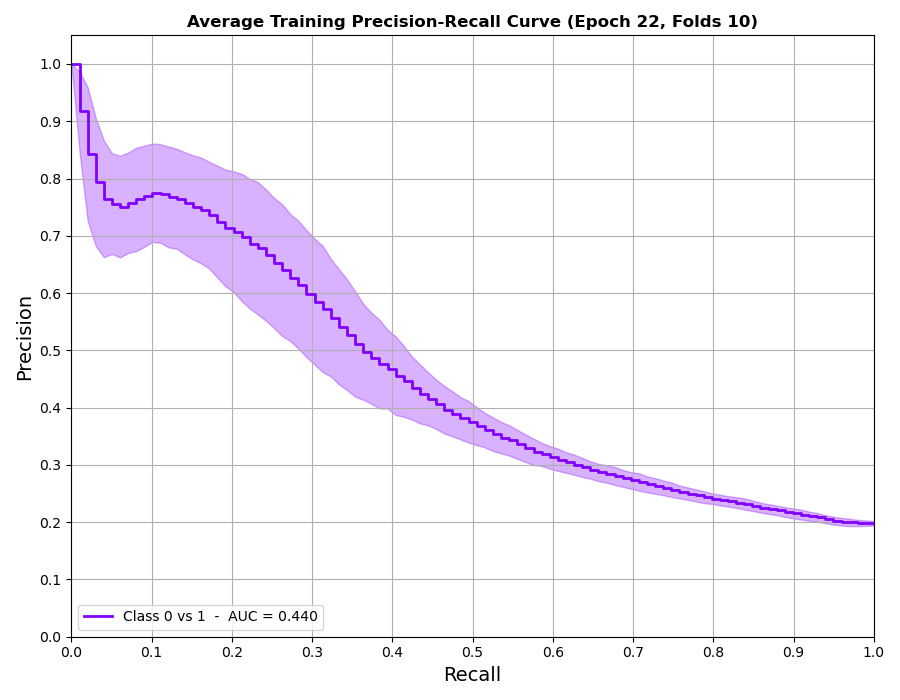 Average Training Precision-Recall Curve (Epoch 22, Folds 10)
1.0
0.9
0.8
0.7
0.6
0.5
0.4
0.3
0.2
0.1
0.0
Precision
Class 0 vs 1 - AUC = 0.440
0.0 0.1 0.2 0.3 0.4 0.5 0.6 0.7 0.8 0.9 1.0
Recall